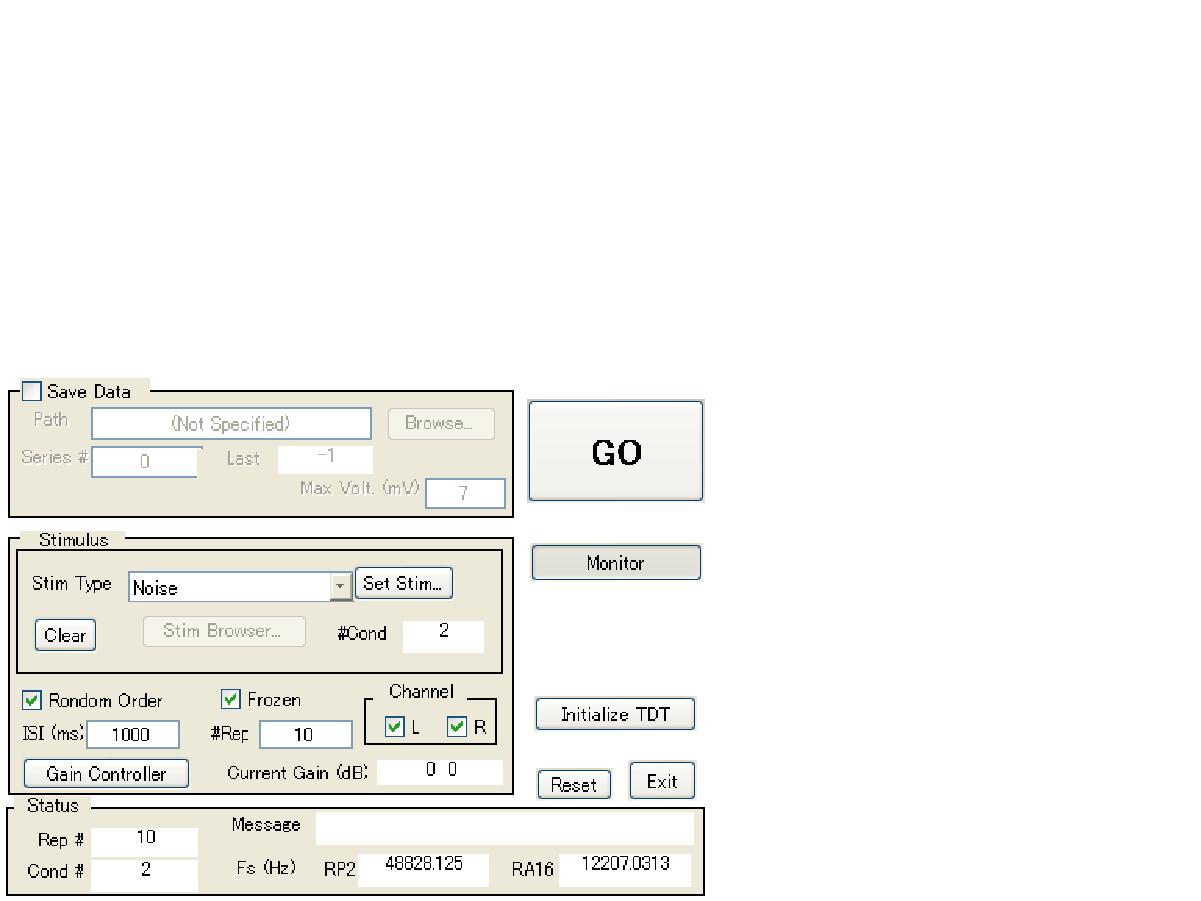 Save Data
Path (Not Specified) Browse...
GO
Series # 0 Last -1
Max Volt. (mV) 7
Stimulus
Monitor
Stim Type Noise Set Stim...
Clear Stim Browser... #Cond 2
Rondom Order Frozen Channel
L R
Initialize TDT
ISI (ms) 1000 #Rep 10
Gain Controller Current Gain (dB) 0 0
Reset Exit
Status
Rep # 10 Message
Cond # 2 Fs (Hz) RP2 48828.125 RA16 12207.0313